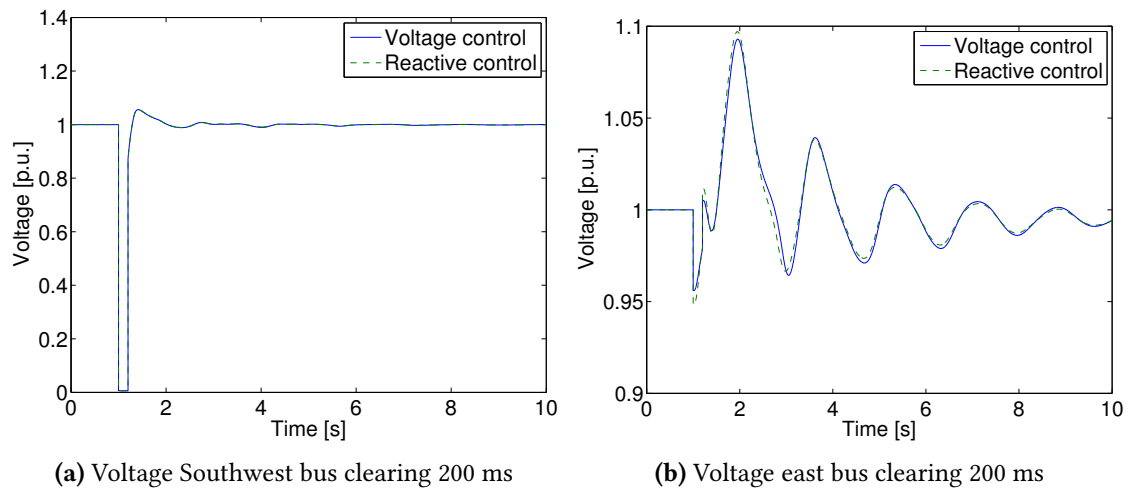 1.4
1.2
1
0.8
0.6
0.4
0.2
0
0 2 4 6 8 10
Voltage [p.u.]
Time [s]
Voltage control
Reactive control
(a) Voltage Southwest bus clearing 200 ms
1.1
1.05
1
0.95
0.9
0 2 4 6 8 10
Voltage [p.u.]
Time [s]
Voltage control
Reactive control
(b) Voltage east bus clearing 200 ms